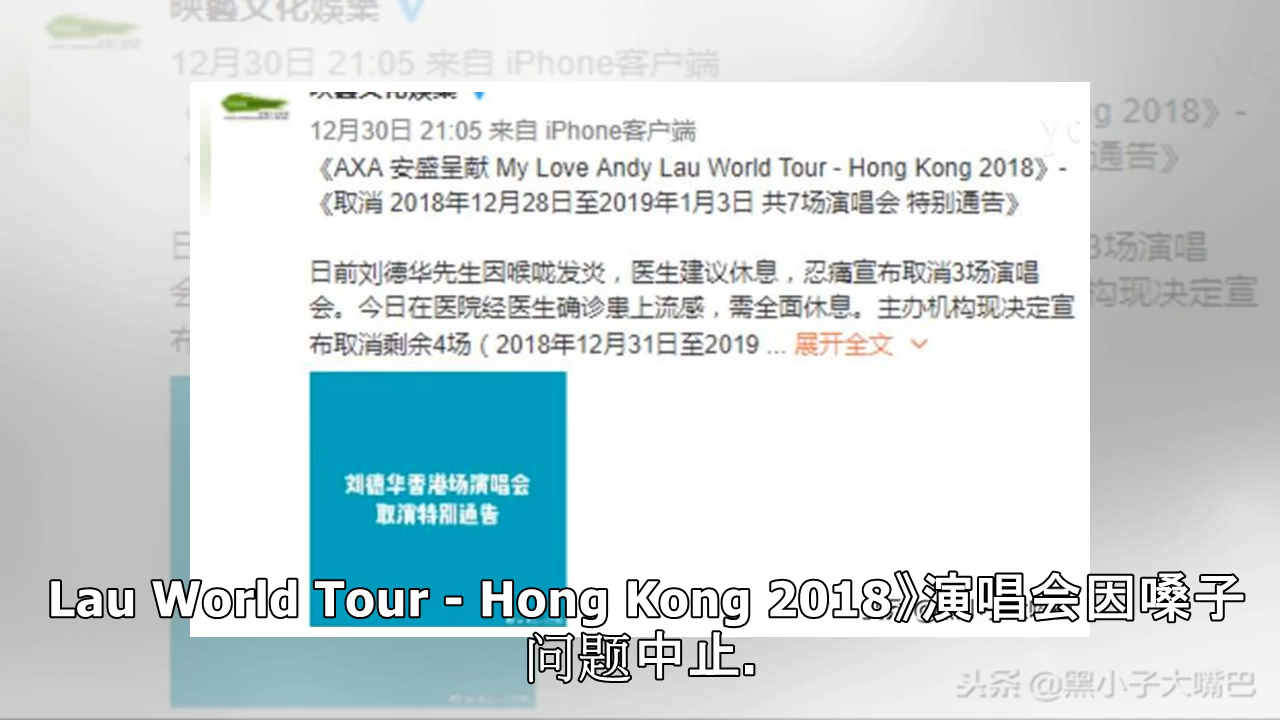 映艺文化娱乐
12月30日 21:05 来自 iPhone客户端
《AXA 安盛呈献 My Love Andy Lau World Tour - Hong Kong 2018》-
《取消 2018年12月28日至2019年1月3日 共7场演唱会 特别通告》
日前刘德华先生因喉咙发炎，医生建议休息，忍痛宣布取消3场演唱
会。今日在医院经医生确诊患上流感，需全面休息。主办机构现决定宣
布取消剩余4场（2018年12月31日至2019 ... 展开全文
刘德华香港场演唱会
取消特别通告
Lau World Tour - Hong Kong 2018》演唱会因嗓子
问题中止.
头条 @黑小子大嘴巴